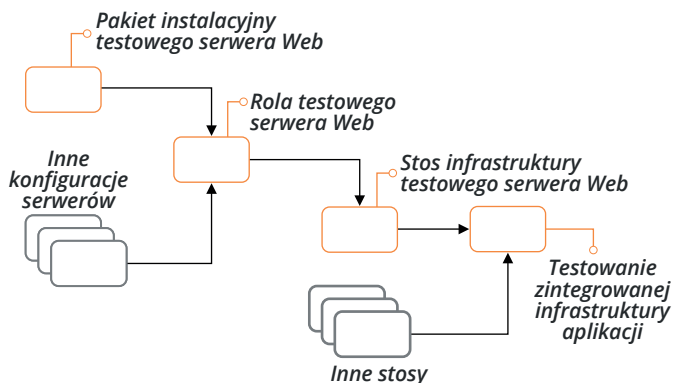 Pakiet instalacyjny
testowego serwera Web
Rola testowego
serwera Web
Inne
konfiguracje
serwerów
Stos infrastruktury
testowego serwera Web
Testowanie
zintegrowanej
infrastruktury
aplikacji
Inne stosy